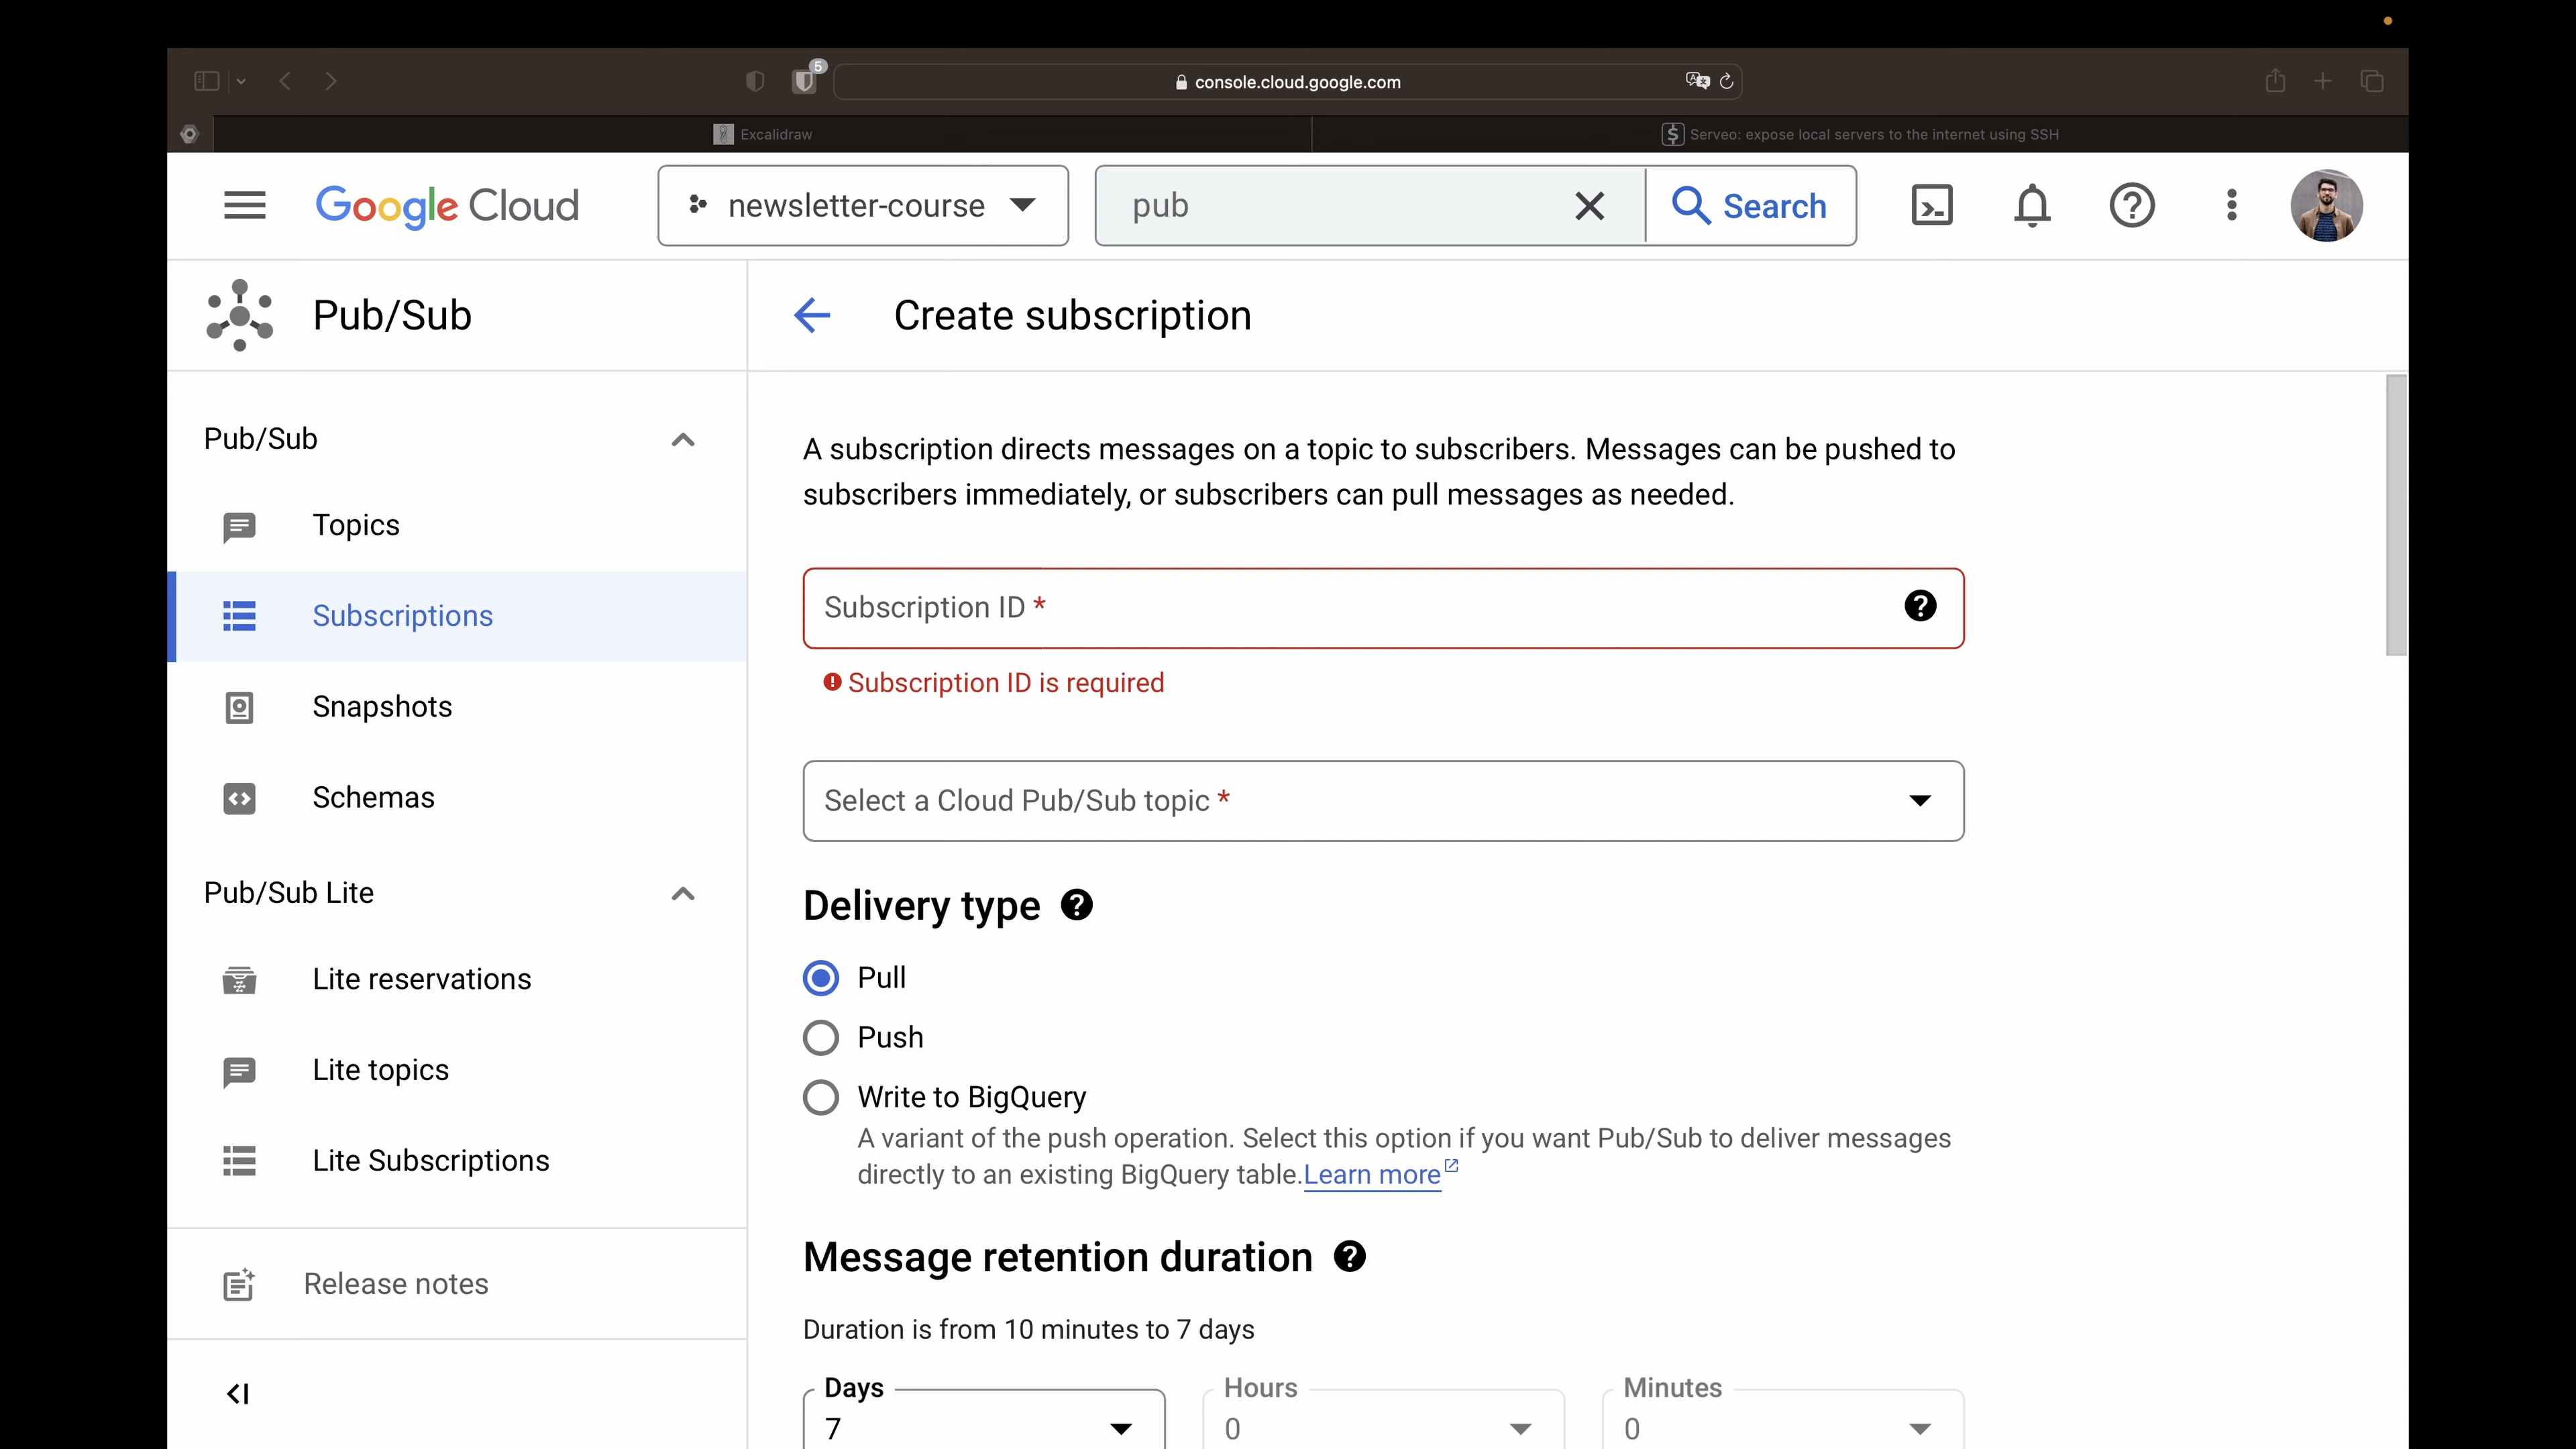 5
console.cloud.google.com
Excalidraw
Serveo: expose local servers to the internet using SSH
Google Cloud
newsletter-course
pub
Search
Pub/Sub
Create subscription
Pub/Sub
Topics
Subscriptions
Snapshots
Schemas
Pub/Sub Lite
Lite reservations
Lite topics
Lite Subscriptions
Release notes
A subscription directs messages on a topic to subscribers. Messages can be pushed to
subscribers immediately, or subscribers can pull messages as needed.
Subscription ID *
Subscription ID is required
Select a Cloud Pub/Sub topic *
Delivery type
Pull
Push
Write to BigQuery
A variant of the push operation. Select this option if you want Pub/Sub to deliver messages
directly to an existing BigQuery table.Learn more
Message retention duration
Duration is from 10 minutes to 7 days
Days
7
Hours
0
Minutes
0